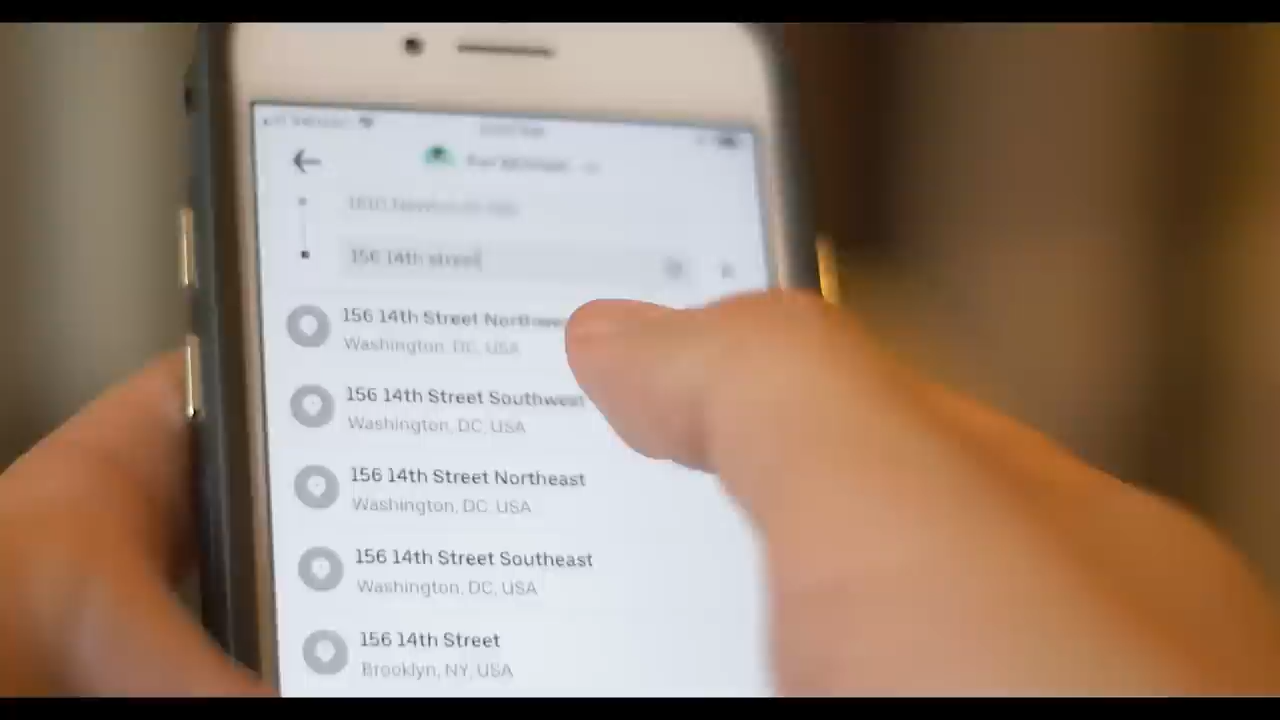 156 14th street
156 14th Street
Washington, DC, USA
156 14th Street Southwest
Washington, DC, USA
156 14th Street Northeast
Washington, DC, USA
156 14th Street Southeast
Washington, DC, USA
156 14th Street
Brooklyn, NY, USA